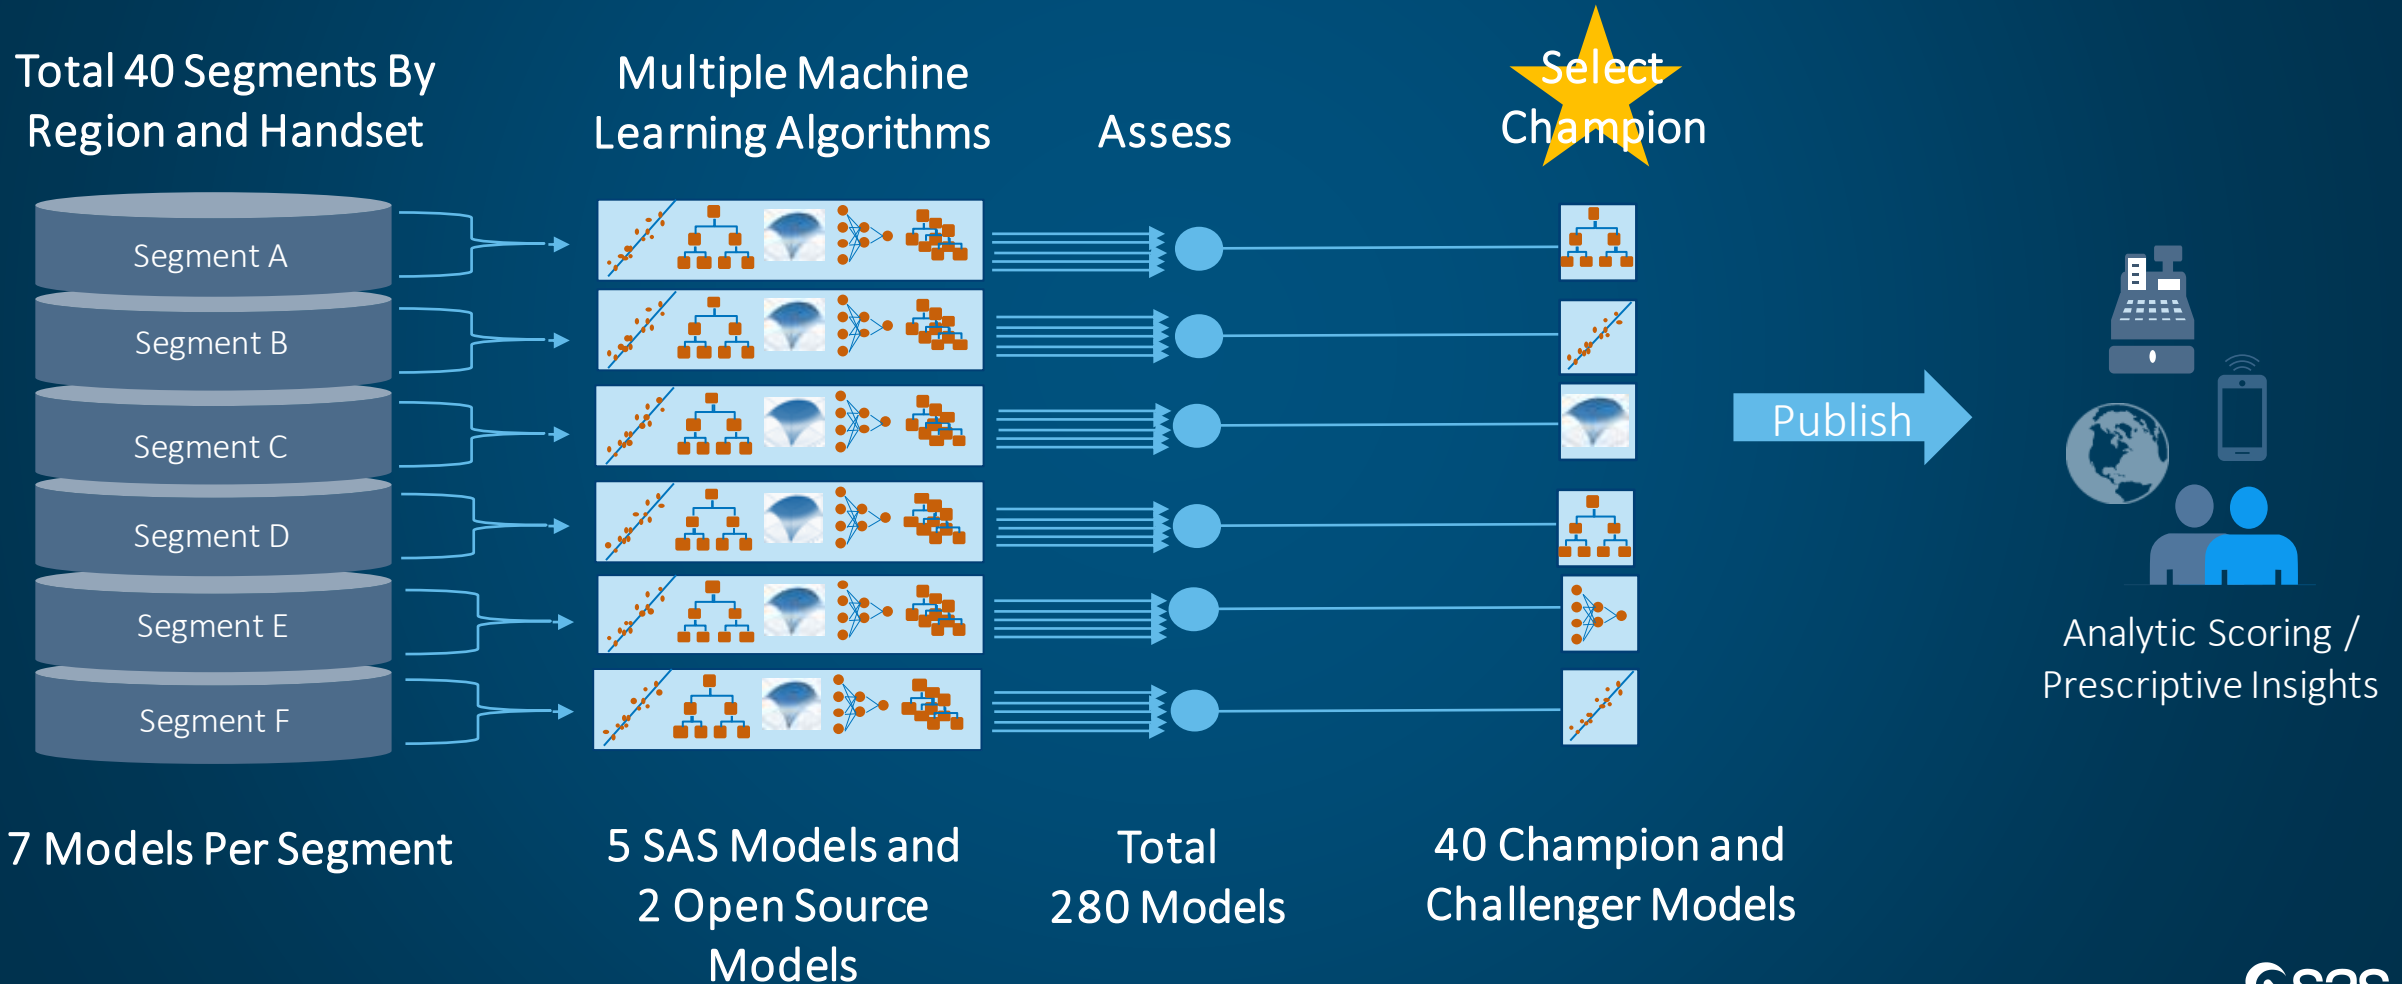 Total 40 Segments By
Region and Handset
Multiple Machine
Learning Algorithms
Assess
Select
Champion
Segment A
Segment B
Segment C
Segment D
Segment E
Segment F
Publish
Analytic Scoring /
Prescriptive Insights
7 Models Per Segment
5 SAS Models and
2 Open Source
Models
Total
280 Models
40 Champion and
Challenger Models
sas